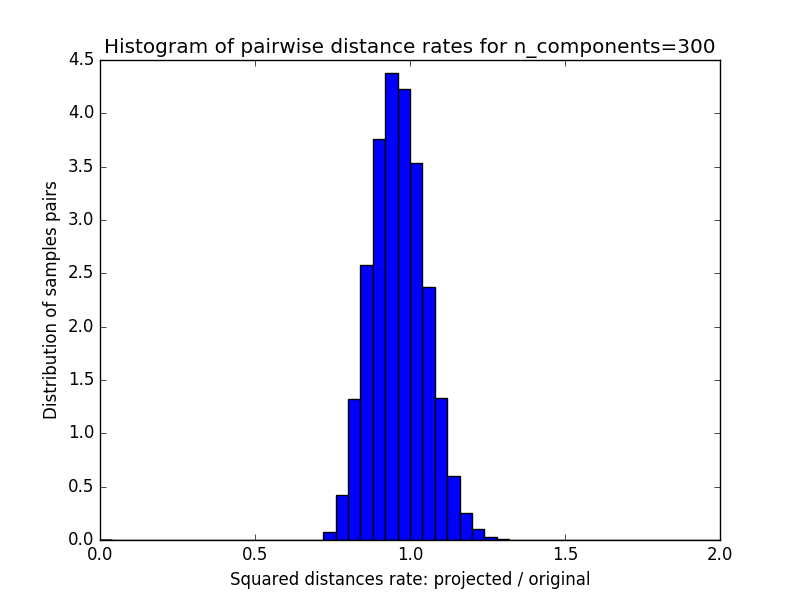 Histogram of pairwise distance rates for n_components=300
4.5
4.0
3.5
3.0
2.5
2.0
1.5
1.0
0.5
0.0
Distribution of samples pairs
0.0 0.5 1.0 1.5 2.0
Squared distances rate: projected / original